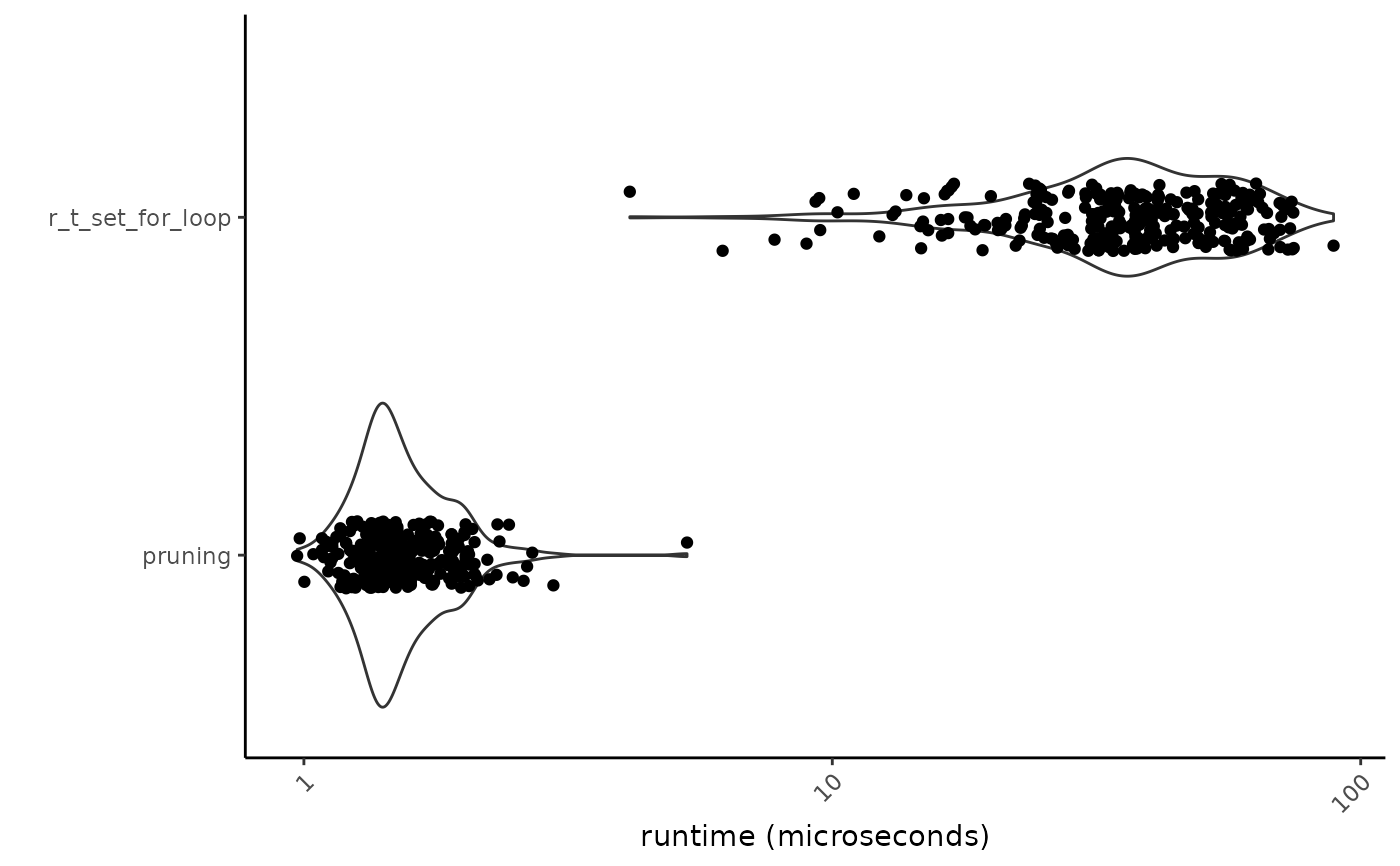 r_t_set_for_loop
pruning
1
10
100
runtime (microseconds)